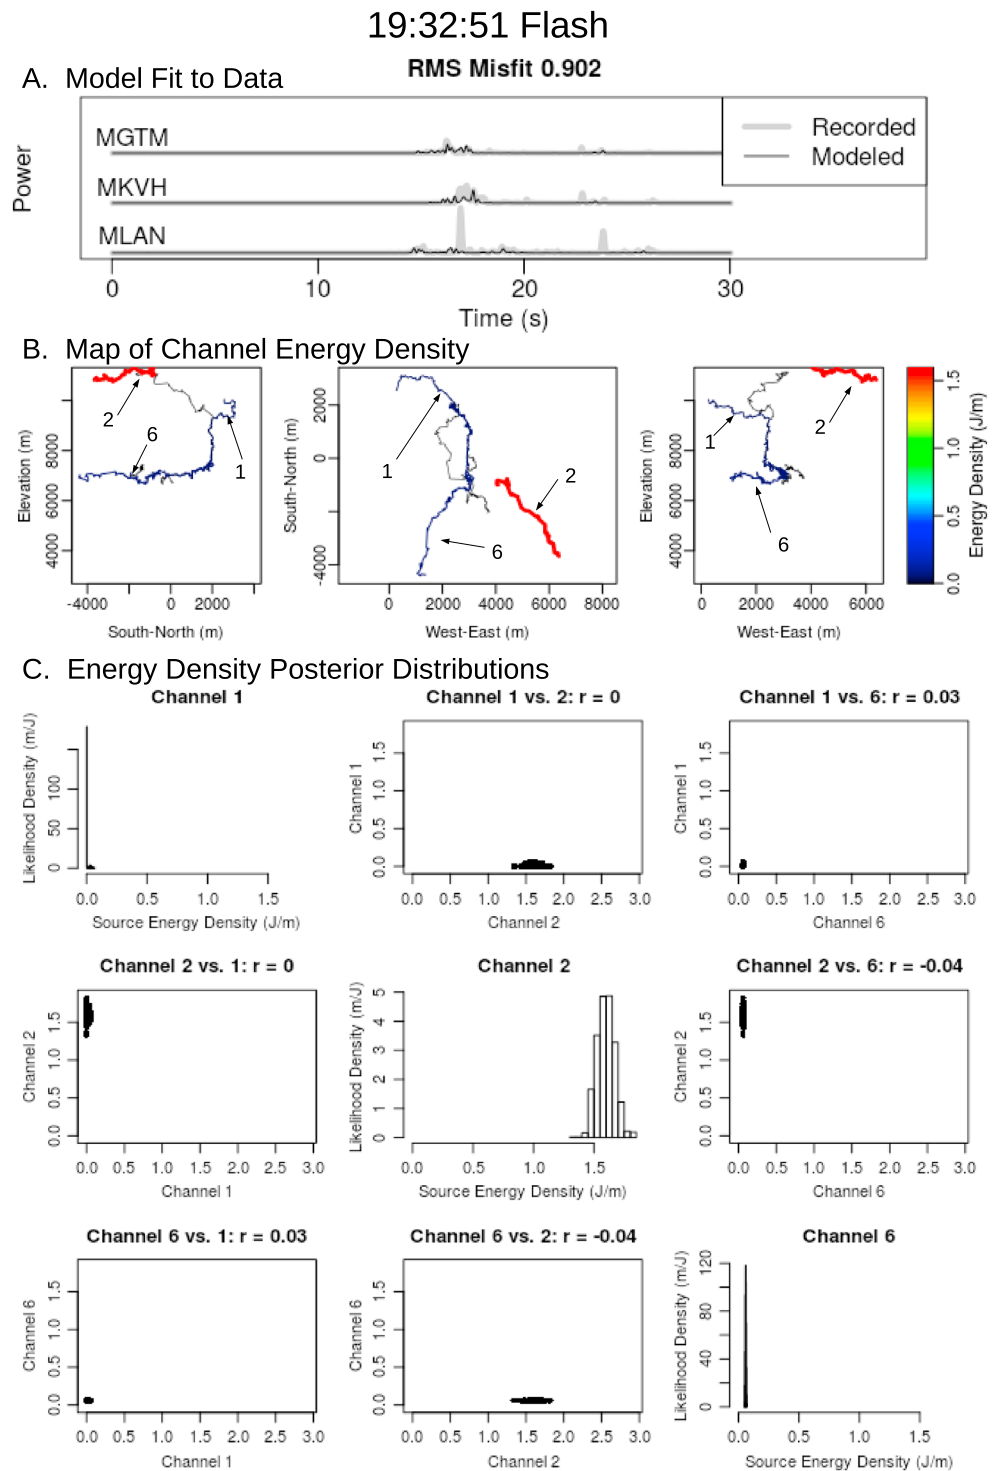 19:32:51 Flash
A. Model Fit to Data
RMS Misfit 0.902
Power
MGTM
MKVH
MLAN
Recorded
Modeled
0 10 20 30
Time (s)
B. Map of Channel Energy Density
Elevation (m)
4000 6000 8000
2
6
1
-4000 0 2000
South-North (m)
South-North (m)
-4000 0 2000
1
2
6
0 2000 4000 6000 8000
West-East (m)
Elevation (m)
4000 6000 8000
1
2
6
0 2000 4000 6000
West-East (m)
0.0 0.5 1.0 1.5
Energy Density (J/m)
C. Energy Density Posterior Distributions
Channel 1
Likelihood Density (m/J)
0 50 100
0.0 0.5 1.0 1.5
Source Energy Density (J/m)
Channel 1 vs. 2: r = 0
Channel 1
0.0 0.5 1.0 1.5
0.0 0.5 1.0 1.5 2.0 2.5 3.0
Channel 2
Channel 1 vs. 6: r = 0.03
Channel 1
0.0 0.5 1.0 1.5
0.0 0.5 1.0 1.5 2.0 2.5 3.0
Channel 6
Channel 2 vs. 1: r = 0
Channel 2
0.0 0.5 1.0 1.5
0.0 0.5 1.0 1.5 2.0 2.5 3.0
Channel 1
Channel 2
Likelihood Density (m/J)
0 1 2 3 4 5
0.0 0.5 1.0 1.5
Source Energy Density (J/m)
Channel 2 vs. 6: r = -0.04
Channel 2
0.0 0.5 1.0 1.5
0.0 0.5 1.0 1.5 2.0 2.5 3.0
Channel 6
Channel 6 vs. 1: r = 0.03
Channel 6
0.0 0.5 1.0 1.5
0.0 0.5 1.0 1.5 2.0 2.5 3.0
Channel 1
Channel 6 vs. 2: r = -0.04
Channel 6
0.0 0.5 1.0 1.5
0.0 0.5 1.0 1.5 2.0 2.5 3.0
Channel 2
Channel 6
Likelihood Density (m/J)
0 40 80 120
0.0 0.5 1.0 1.5
Source Energy Density (J/m)